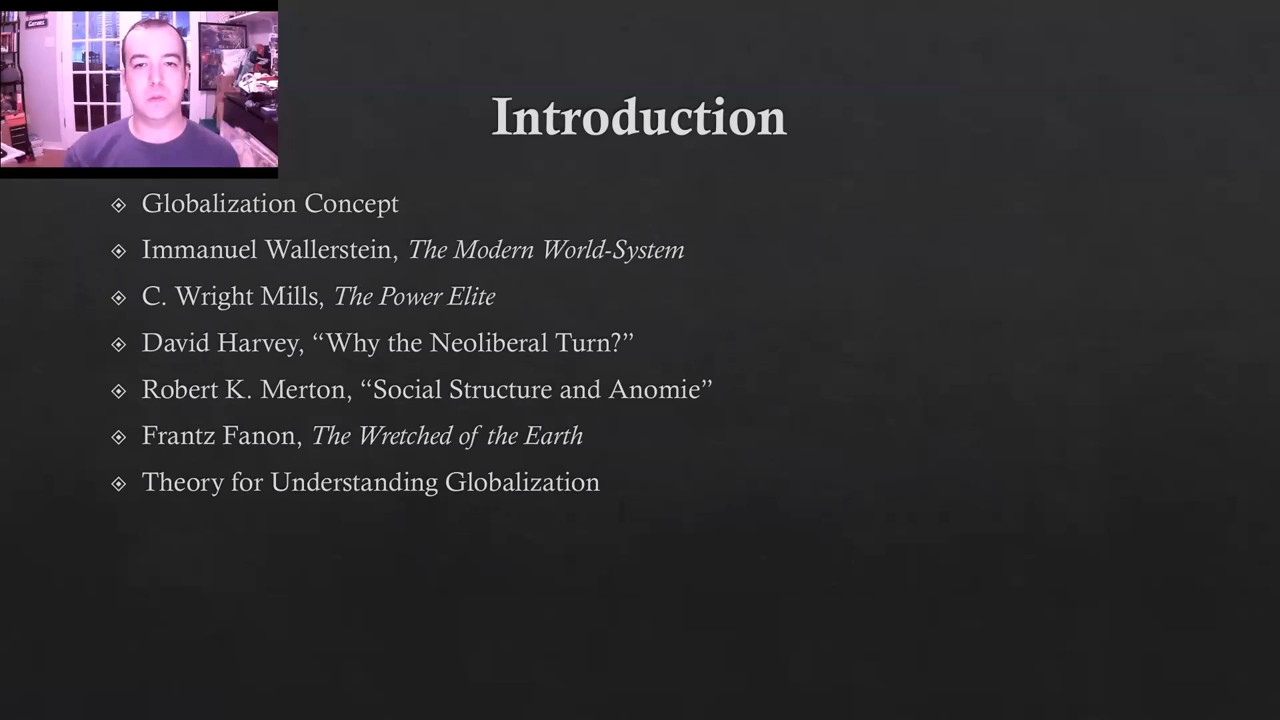 Introduction
Globalization Concept
Immanuel Wallerstein, The Modern World-System
C. Wright Mills, The Power Elite
David Harvey, “Why the Neoliberal Turn?”
Robert K. Merton, “Social Structure and Anomie”
Frantz Fanon, The Wretched of the Earth
Theory for Understanding Globalization